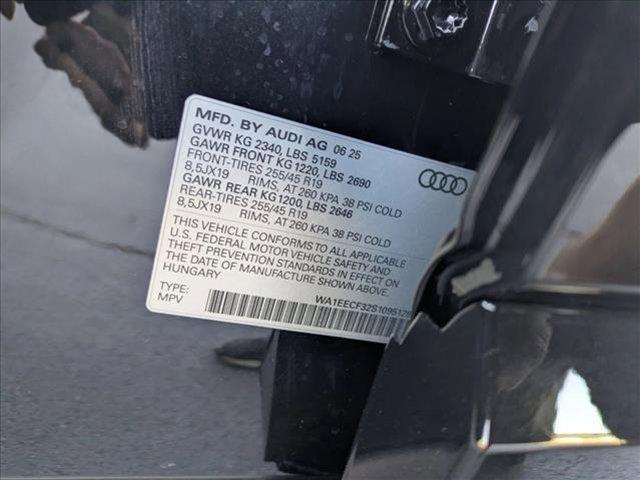 MFD. BY AUDI AG 06 25
GVWR KG 2340, LBS 5159
GAWR FRONT KG 1220, LBS 2690
FRONT-TIRES 255/45 R19
8,5JX19 RIMS, AT 260 KPA 38 PSI COLD
GAWR REAR KG1200, LBS 2646
REAR-TIRES 255/45 R19
8,5JX19 RIMS, AT 260 KPA 38 PSI COLD
THIS VEHICLE CONFORMS TO ALL APPLICABLE
U.S. FEDERAL MOTOR VEHICLE SAFETY AND
THEFT PREVENTION STANDARDS IN EFFECT ON
THE DATE OF MANUFACTURE SHOWN ABOVE.
HUNGARY
TYPE:
MPV